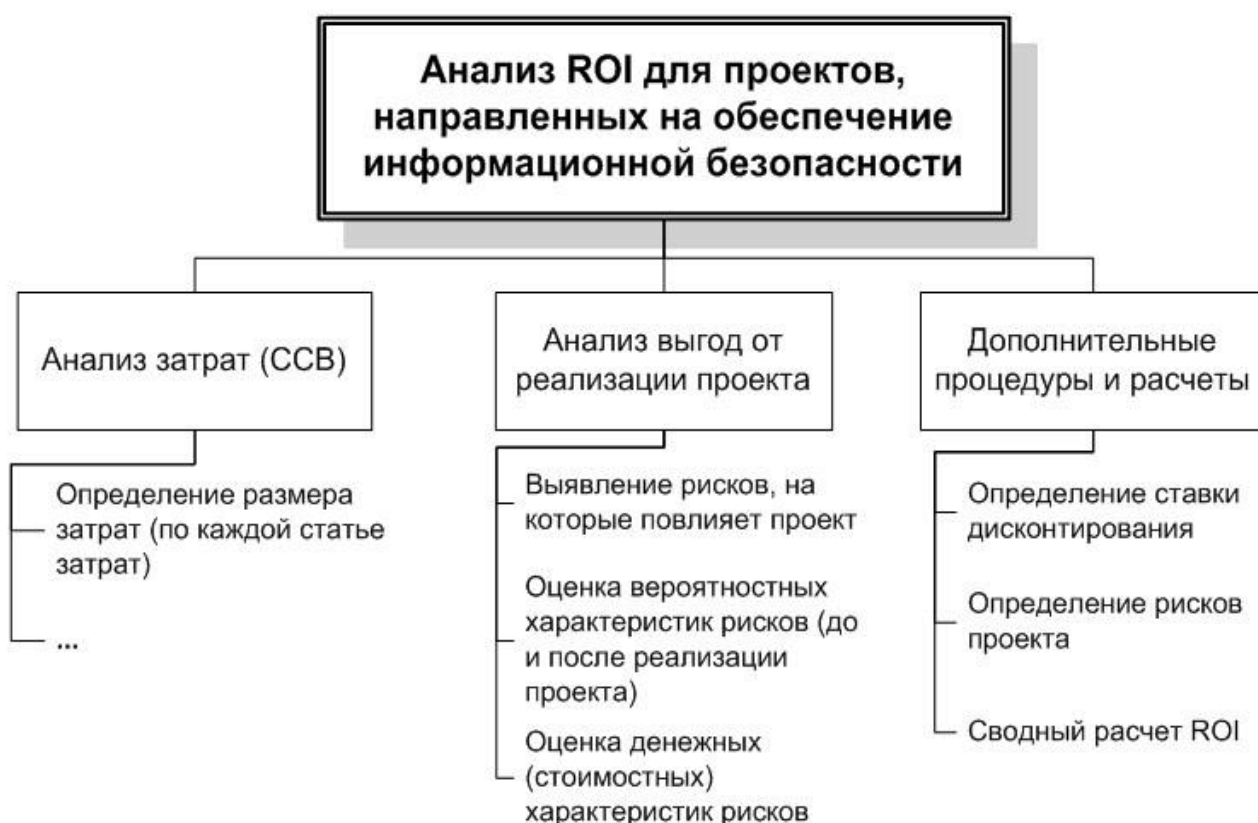 Анализ ROI для проектов,
направленных на обеспечение
информационной безопасности
Анализ затрат (ССВ)
Определение размера
затрат (по каждой статье
затрат)
...
Анализ выгод от
реализации проекта
Выявление рисков, на
которые повлияет проект
Оценка вероятностных
характеристик рисков (до
и после реализации
проекта)
Оценка денежных
(стоимостных)
характеристик рисков
Дополнительные
процедуры и расчеты
Определение ставки
дисконтирования
Определение рисков
проекта
Сводный расчет ROI